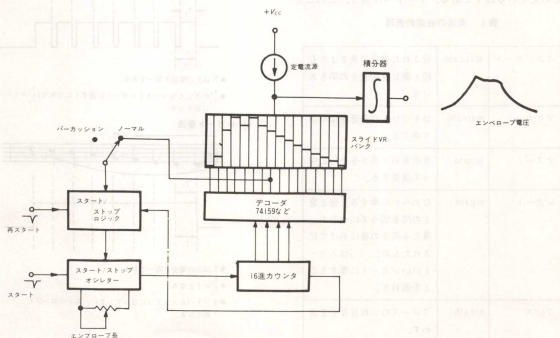 +Vcc
定電流源
積分器
エンベロープ電圧
パーカッション
ノーマル
スライドVR
バンク
デコーダ
74159など
スタート/
ストップ
ロジック
再スタート
スタート/ストップ
オシレター
16進カウンタ
スタート
エンブロープ長